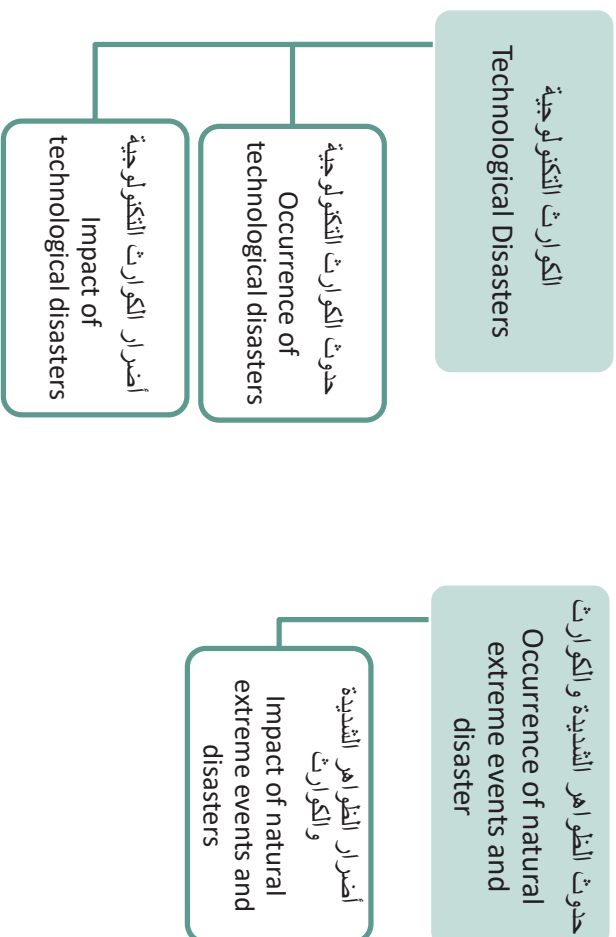 الكوارث التكنولوجية
Technological Disasters
حدوث الكوارث التكنولوجية
Occurrence of
technological disasters
أضرار الكوارث التكنولوجية
Impact of
technological disasters
حدوث الظواهر الشديدة والكوارث
Occurrence of natural
extreme events and
disaster
أضرار الظواهر الشديدة
والكوارث
Impact of natural
extreme events and
disasters